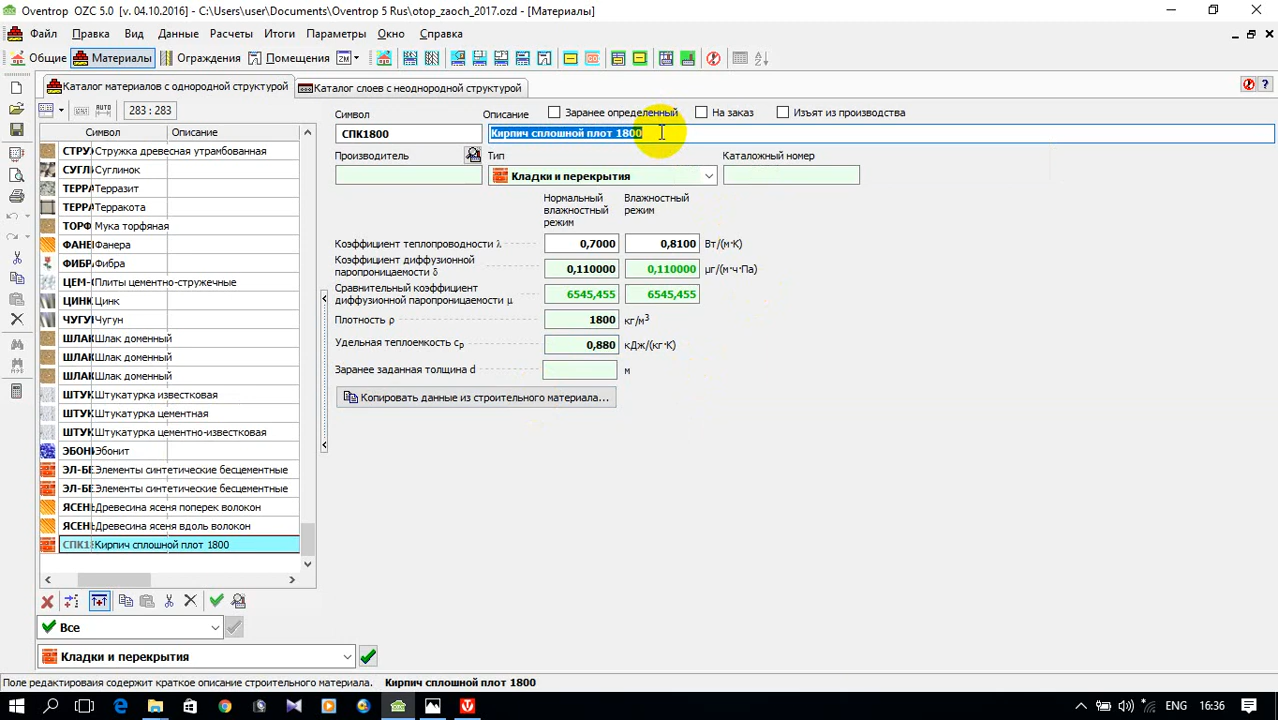 Oventrop OZC 5.0 [v. 04.10.2016] - C:\Users\user\Documents\Oventrop 5 Rus\otop_zaoch_2017.ozd - [Материалы]
Файл Правка Вид Данные Расчеты Итоги Параметры Окно Справка
Общие Материалы Ограждения Помещения
Каталог материалов с однородной структурой Каталог слоев с неоднородной структурой
AUTO 283 : 283
Символ Описание
СТРУ Стружка древесная утрамбованная
СУГЛ Суглинок
ТЕРРА Терразит
ТЕРРА Терракота
ТОРФ Мука торфяная
ФАНЕ Фанера
ФИБРА Фибра
ЦЕМ-С Плиты цементно-стружечные
ЦИНК Цинк
ЧУГУН Чугун
ШЛАК Шлак доменный
ШЛАК Шлак доменный
ШЛАК Шлак доменный
ШТУК Штукатурка известковая
ШТУК Штукатурка цементная
ШТУК Штукатурка цементно-известковая
ЭБОН Эбонит
ЭЛ-БЕ Элементы синтетические бесцементные
ЭЛ-БЕ Элементы синтетические бесцементные
ЯСЕНЬ Древесина ясеня поперек волокон
ЯСЕНЬ Древесина ясеня вдоль волокон
СПК18 Кирпич сплошной плот 1800
Все
Кладки и перекрытия
Символ Описание Заранее определенный На заказ Изъят из производства
СПК1800 Кирпич сплошной плот 1800
Производитель Тип Каталожный номер
Кладки и перекрытия
Нормальный влажностный режим Влажностный режим
Коэффициент теплопроводности λ 0,7000 0,8100 Вт/(м·К)
Коэффициент диффузионной паропроницаемости δ 0,110000 0,110000 µг/(м·ч·Па)
Сравнительный коэффициент диффузионной паропроницаемости µ 6545,455 6545,455
Плотность ρ 1800 кг/м³
Удельная теплоемкость cp 0,880 кДж/(кг·К)
Заранее заданная толщина d м
Копировать данные из строительного материала...
Поле редактироваия содержит краткое описание строительного материала. Кирпич сплошной плот 1800
ENG 16:36